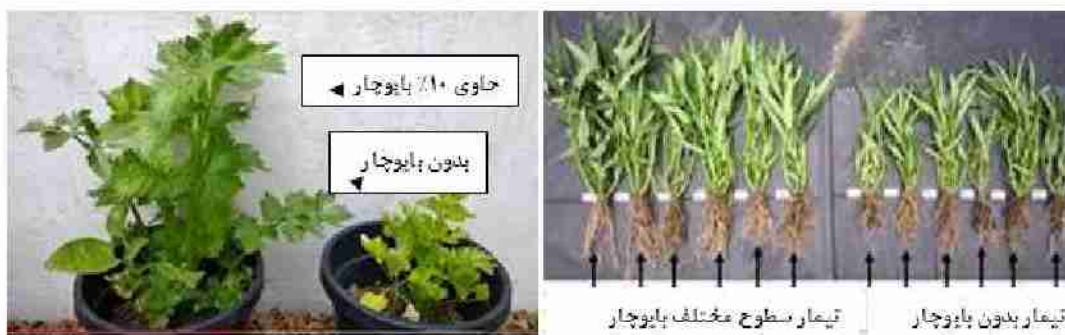 حاوی ۱۰٪ بایوچار
بدون بایوچار
تیمار سطوح مختلف بایوچار
تیمار بدون بایوچار